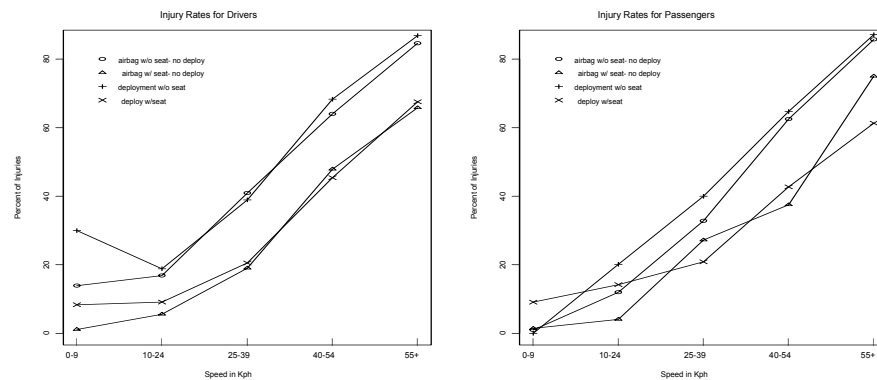 Injury Rates for Drivers
airbag w/o seat- no deploy
airbag w/ seat- no deploy
deployment w/o seat
deploy w/seat
Percent of Injuries
0
20
40
60
80
0-9
10-24
25-39
40-54
55+
Speed in Kph
Injury Rates for Passengers
airbag w/o seat- no deploy
airbag w/ seat- no deploy
deployment w/o seat
deploy w/seat
Percent of Injuries
0
20
40
60
80
0-9
10-24
25-39
40-54
55+
Speed in Kph